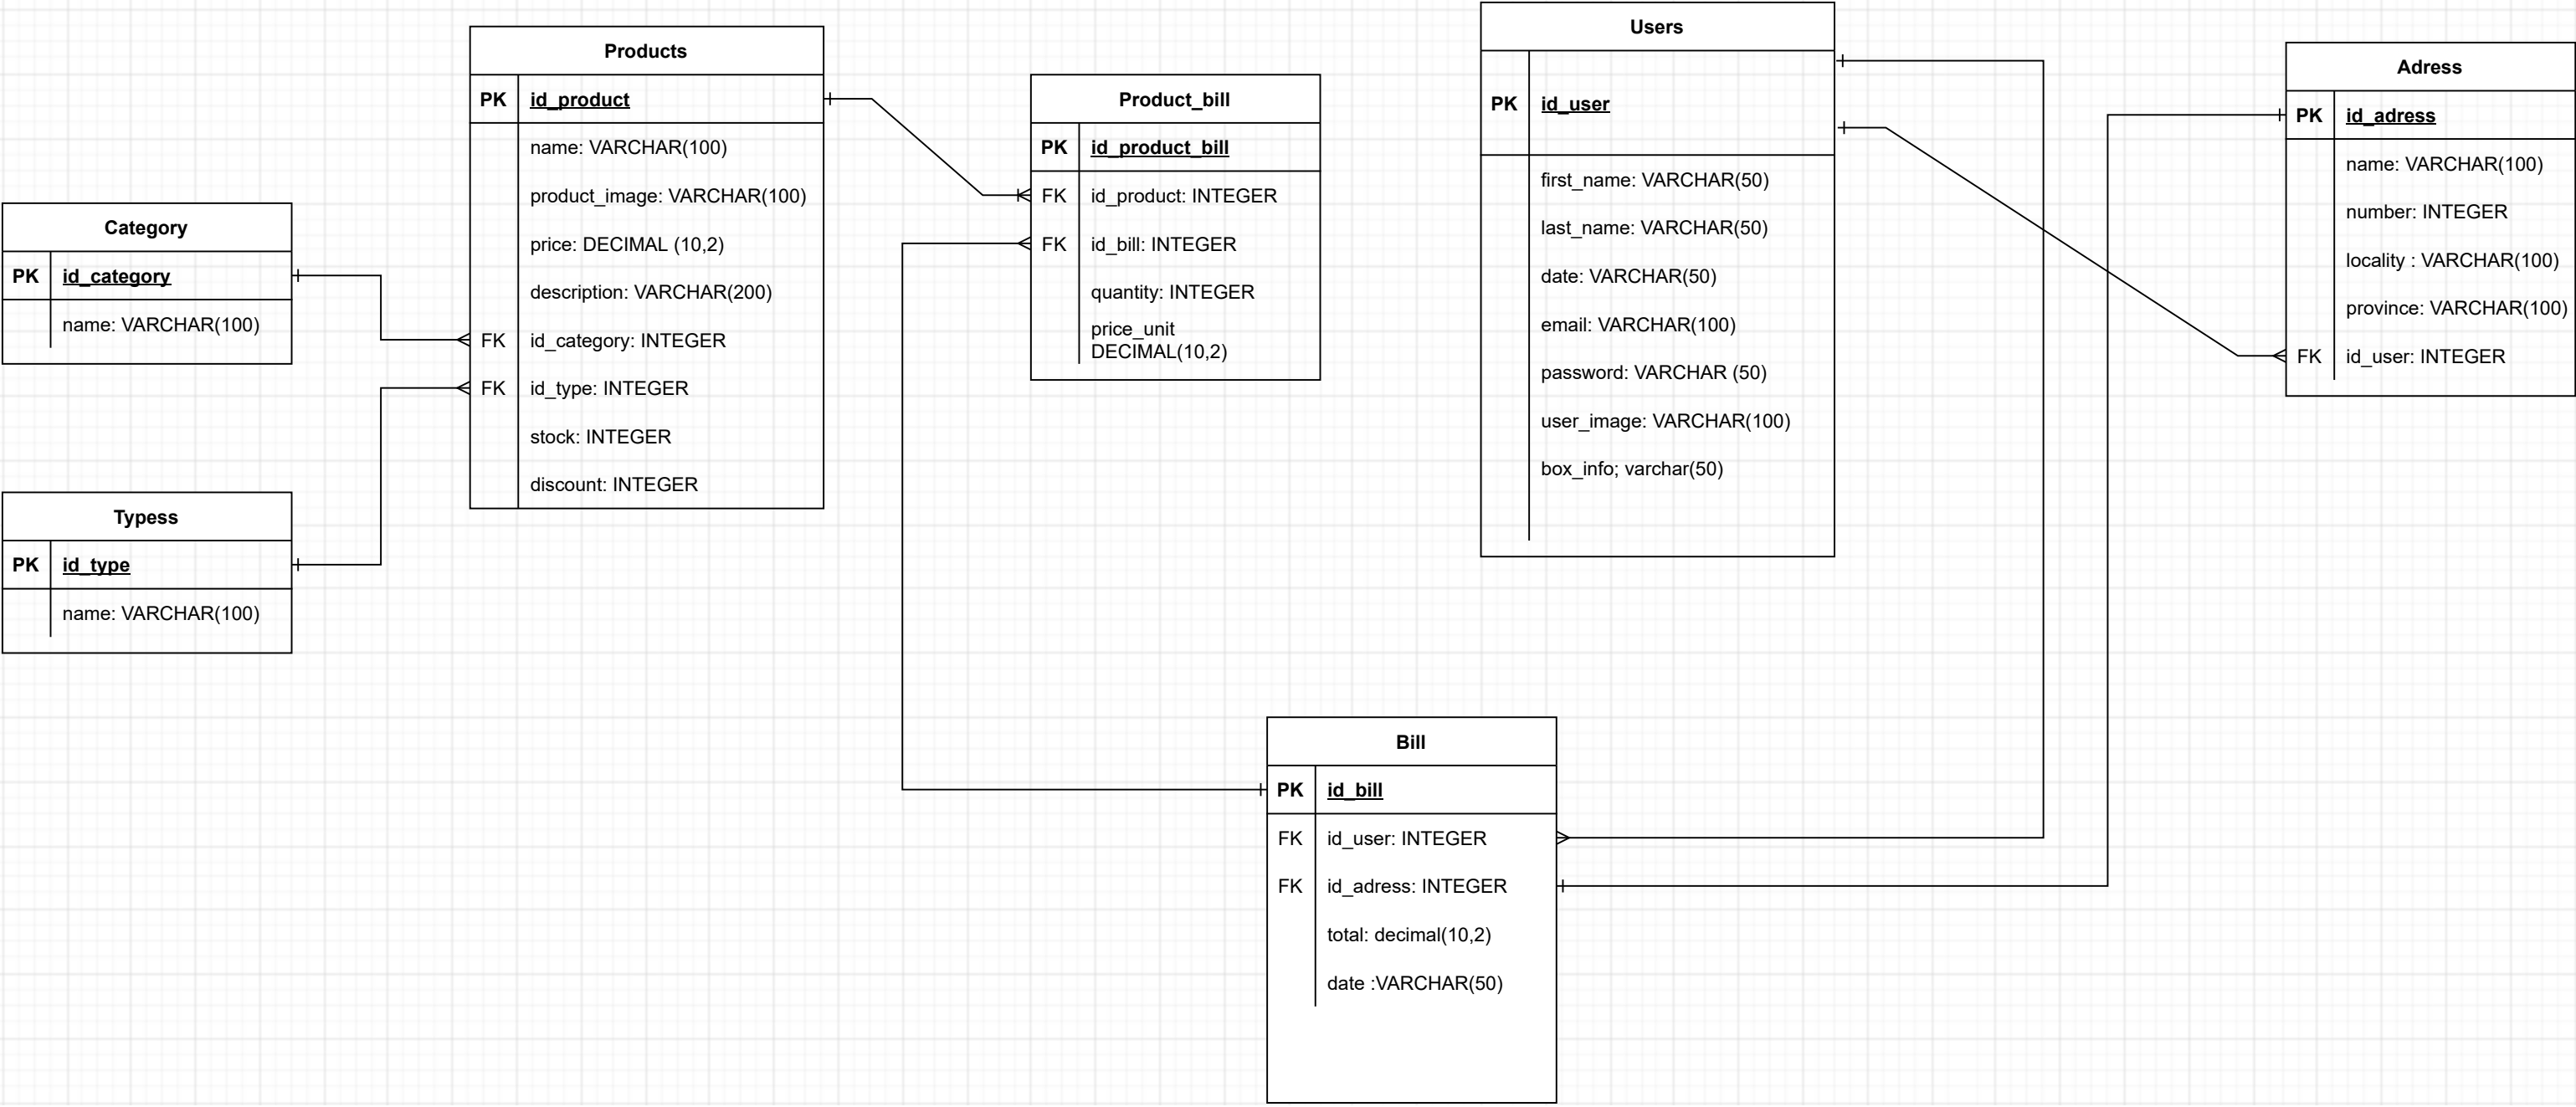 Products
PK id_product
name: VARCHAR(100)
product_image: VARCHAR(100)
price: DECIMAL (10,2)
description: VARCHAR(200)
FK id_category: INTEGER
FK id_type: INTEGER
stock: INTEGER
discount: INTEGER
Category
PK id_category
name: VARCHAR(100)
Typess
PK id_type
name: VARCHAR(100)
Product_bill
PK id_product_bill
FK id_product: INTEGER
FK id_bill: INTEGER
quantity: INTEGER
price_unit
DECIMAL(10,2)
Users
PK id_user
first_name: VARCHAR(50)
last_name: VARCHAR(50)
date: VARCHAR(50)
email: VARCHAR(100)
password: VARCHAR (50)
user_image: VARCHAR(100)
box_info; varchar(50)
Adress
PK id_adress
name: VARCHAR(100)
number: INTEGER
locality : VARCHAR(100)
province: VARCHAR(100)
FK id_user: INTEGER
Bill
PK id_bill
FK id_user: INTEGER
FK id_adress: INTEGER
total: decimal(10,2)
date :VARCHAR(50)